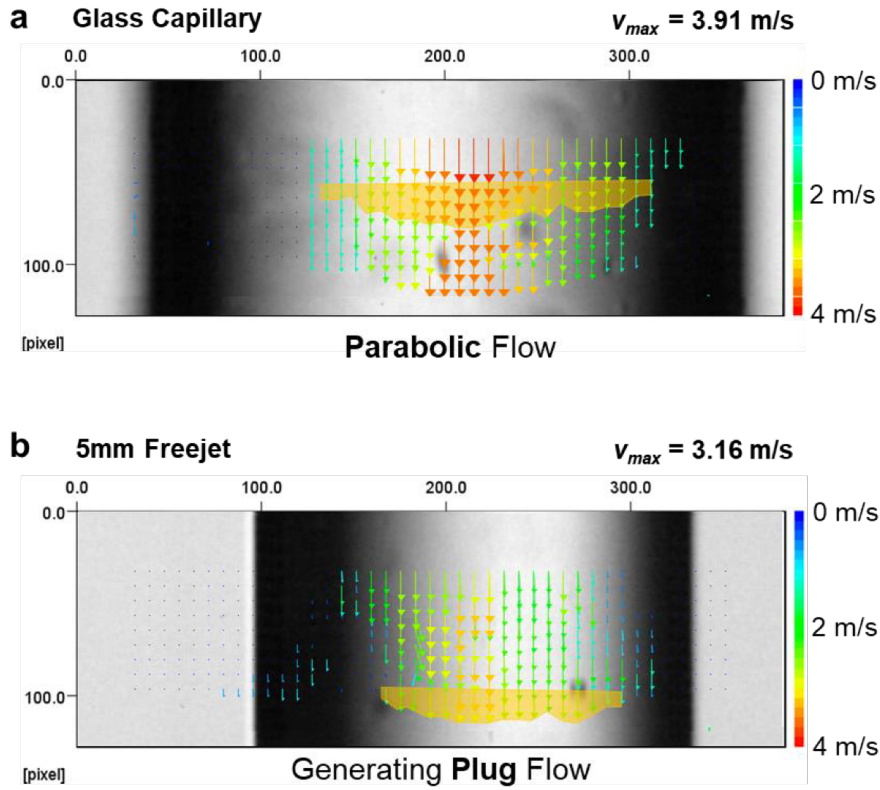 a Glass Capillary vmax = 3.91 m/s
0.0 100.0 200.0 300.0
0.0
0 m/s
2 m/s
100.0
4 m/s
[pixel]
Parabolic Flow
b 5mm Freejet vmax = 3.16 m/s
0.0 100.0 200.0 300.0
0.0
0 m/s
2 m/s
100.0
4 m/s
[pixel]
Generating Plug Flow